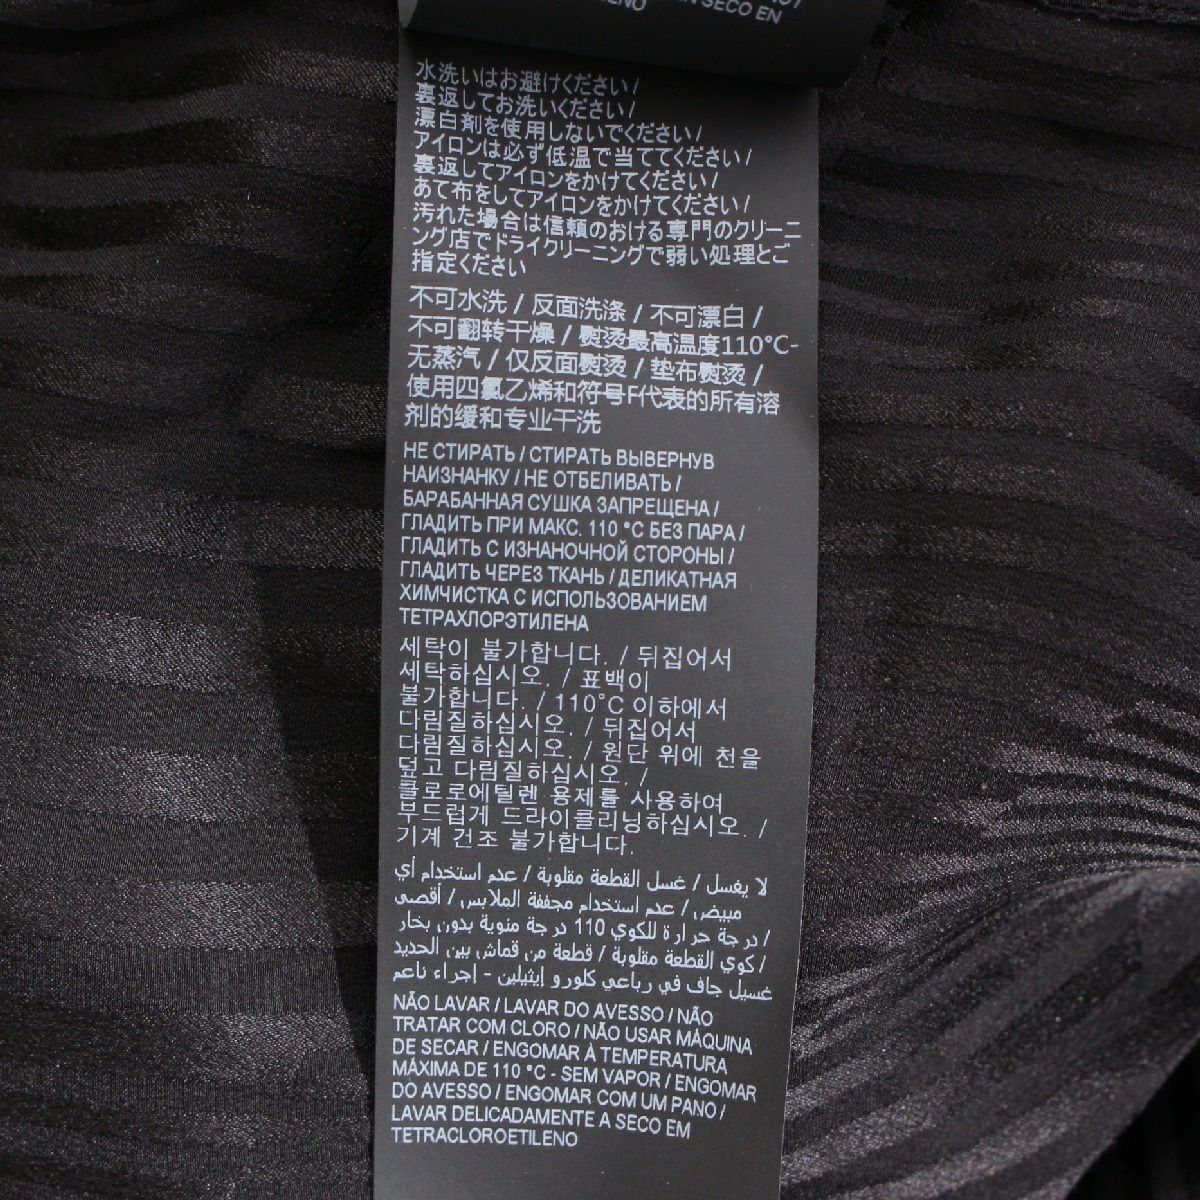 SECO EN
水洗いはお避けください/
裏返してお洗いください/
漂白剤を使用しないでください/
アイロンは必ず低温で当ててください/
裏返してアイロンをかけてください/
あて布をしてアイロンをかけてください/
汚れた場合は信頼のおける専門のクリーニ
ング店でドライクリーニングで弱い処理とご
指定ください
不可水洗 / 反面洗涤 / 不可漂白 /
不可翻转干燥 / 熨烫最高温度110°C-
无蒸汽 / 仅反面熨烫 / 垫布熨烫 /
使用四氯乙烯和符号F代表的所有溶
剂的缓和专业干洗
НЕ СТИРАТЬ / СТИРАТЬ ВЫВЕРНУВ
НАИЗНАНКУ / НЕ ОТБЕЛИВАТЬ /
БАРАБАННАЯ СУШКА ЗАПРЕЩЕНА /
ГЛАДИТЬ ПРИ МАКС. 110 °C БЕЗ ПАРА /
ГЛАДИТЬ С ИЗНАНОЧНОЙ СТОРОНЫ /
ГЛАДИТЬ ЧЕРЕЗ ТКАНЬ / ДЕЛИКАТНАЯ
ХИМЧИСТКА С ИСПОЛЬЗОВАНИЕМ
ТЕТРАХЛОРЭТИЛЕНА
세탁이 불가합니다. / 뒤집어서
세탁하십시오. / 표백이
불가합니다. / 110°C 이하에서
다림질하십시오. / 뒤집어서
다림질하십시오. / 원단 위에 천을
덮고 다림질하십시오. /
클로로에틸렌 용제를 사용하여
부드럽게 드라이클리닝하십시오. /
기계 건조 불가합니다.
لا يغسل / غسل القطعة مقلوبة / عدم استخدام أي
مبيض / عدم استخدام مجففة الملابس / أقصى
درجة حرارة للكوي 110 درجة منوية بدون بخار /
كوي القطعة مقلوبة / قطعة من قماش بين الحديد /
غسيل جاف في رباعي كلورو إيثيلين - إجراء ناعم
NÃO LAVAR / LAVAR DO AVESSO / NÃO
TRATAR COM CLORO / NÃO USAR MÁQUINA
DE SECAR / ENGOMAR À TEMPERATURA
MÁXIMA DE 110 °C - SEM VAPOR / ENGOMAR
DO AVESSO / ENGOMAR COM UM PANO /
LAVAR DELICADAMENTE A SECO EM
TETRACLOROETILENO